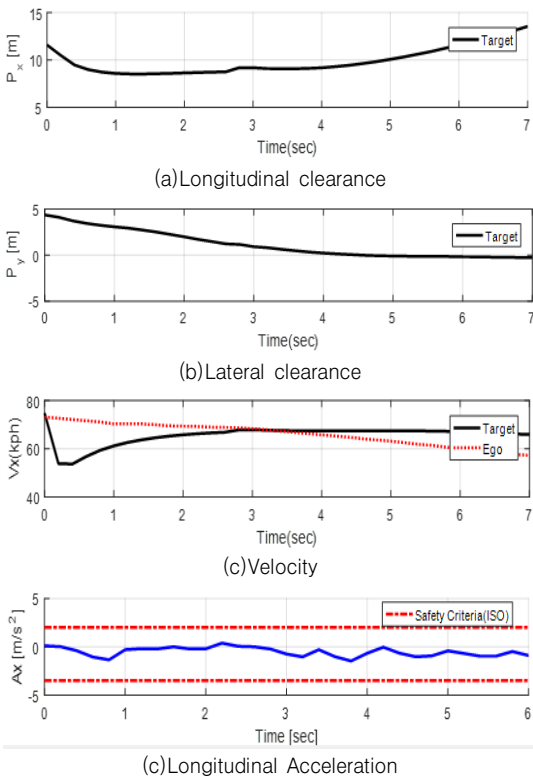 15
10
5
P_x [m]
Target
0 1 2 3 4 5 6 7
Time(sec)
(a)Longitudinal clearance
5
0
-5
P_y [m]
Target
0 1 2 3 4 5 6 7
Time(sec)
(b)Lateral clearance
80
60
40
Vx(kph)
Target
Ego
0 1 2 3 4 5 6 7
Time(sec)
(c)Velocity
5
0
-5
Ax [m/s²]
Safety Criteria(ISO)
0 1 2 3 4 5 6
Time [sec]
(c)Longitudinal Acceleration